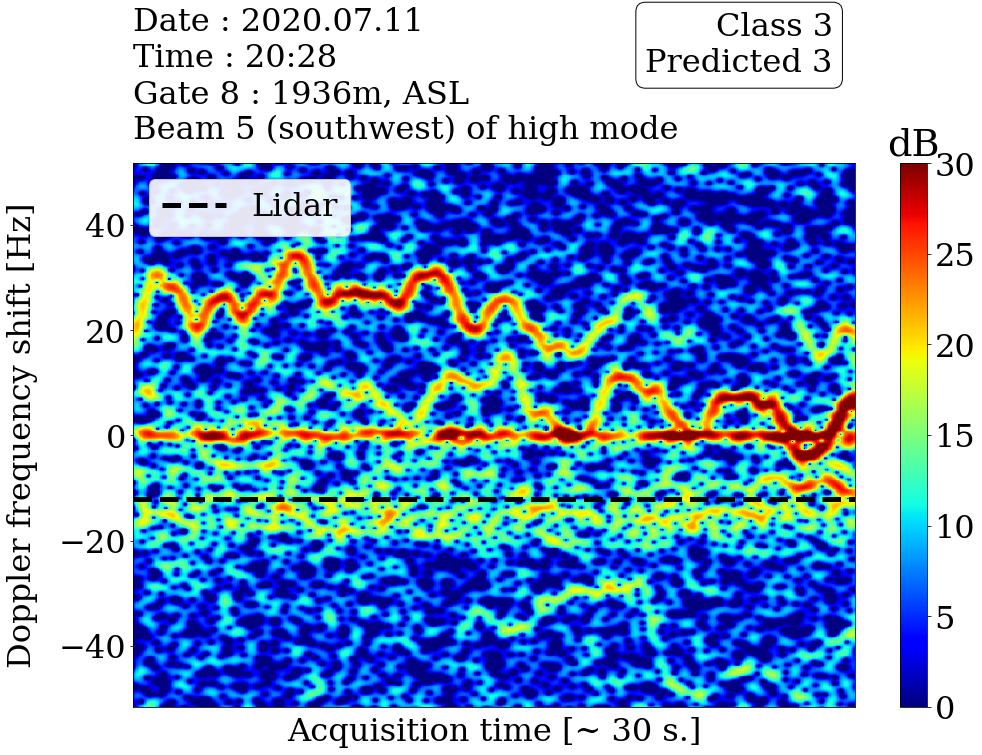 Date : 2020.07.11
Time : 20:28
Gate 8 : 1936m, ASL
Beam 5 (southwest) of high mode
Class 3
Predicted 3
dB
Lidar
Doppler frequency shift [Hz]
40
20
0
−20
−40
30
25
20
15
10
5
0
Acquisition time [~ 30 s.]